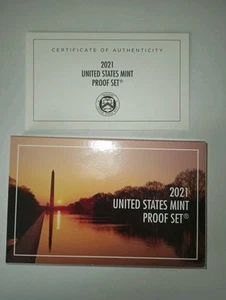 CERTIFICATE OF AUTHENTICITY
2021
UNITED STATES MINT
PROOF SET®
2021
UNITED STATES MINT
PROOF SET®